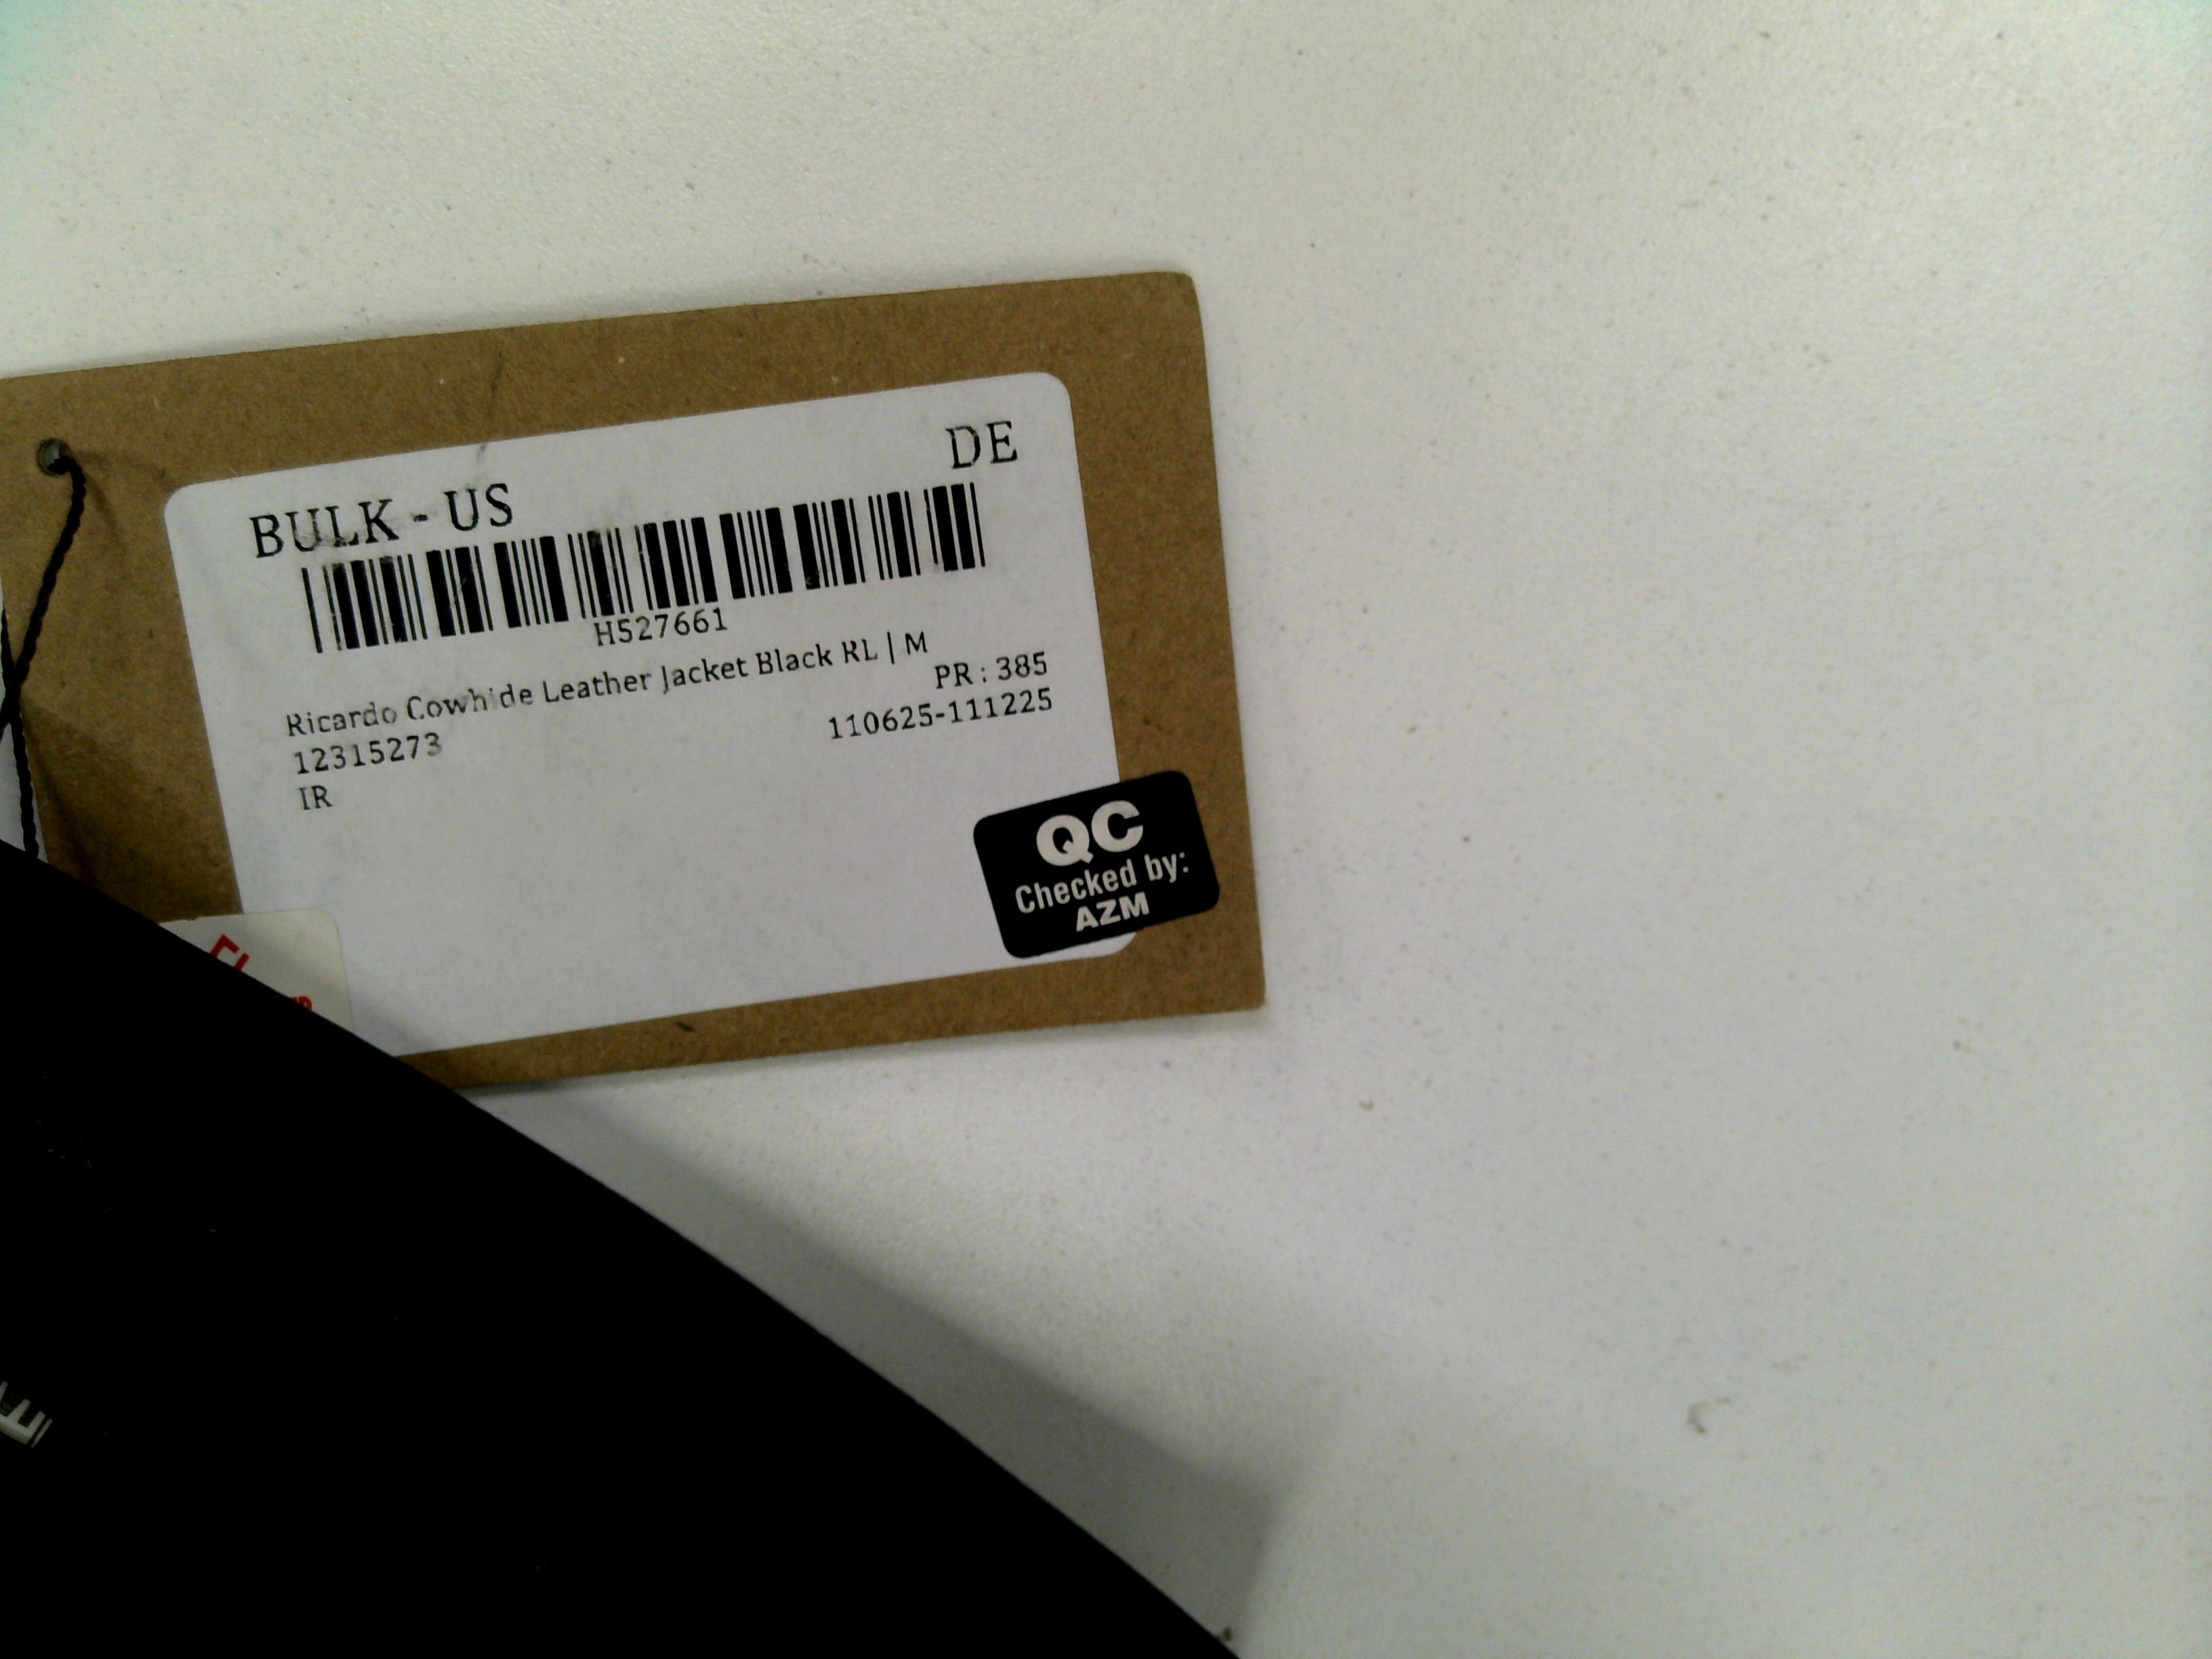 DE
BULK - US
H527661
Ricardo Cowhide Leather Jacket Black RL | M
PR : 385
12315273
110625-111225
IR
QC
Checked by:
AZM